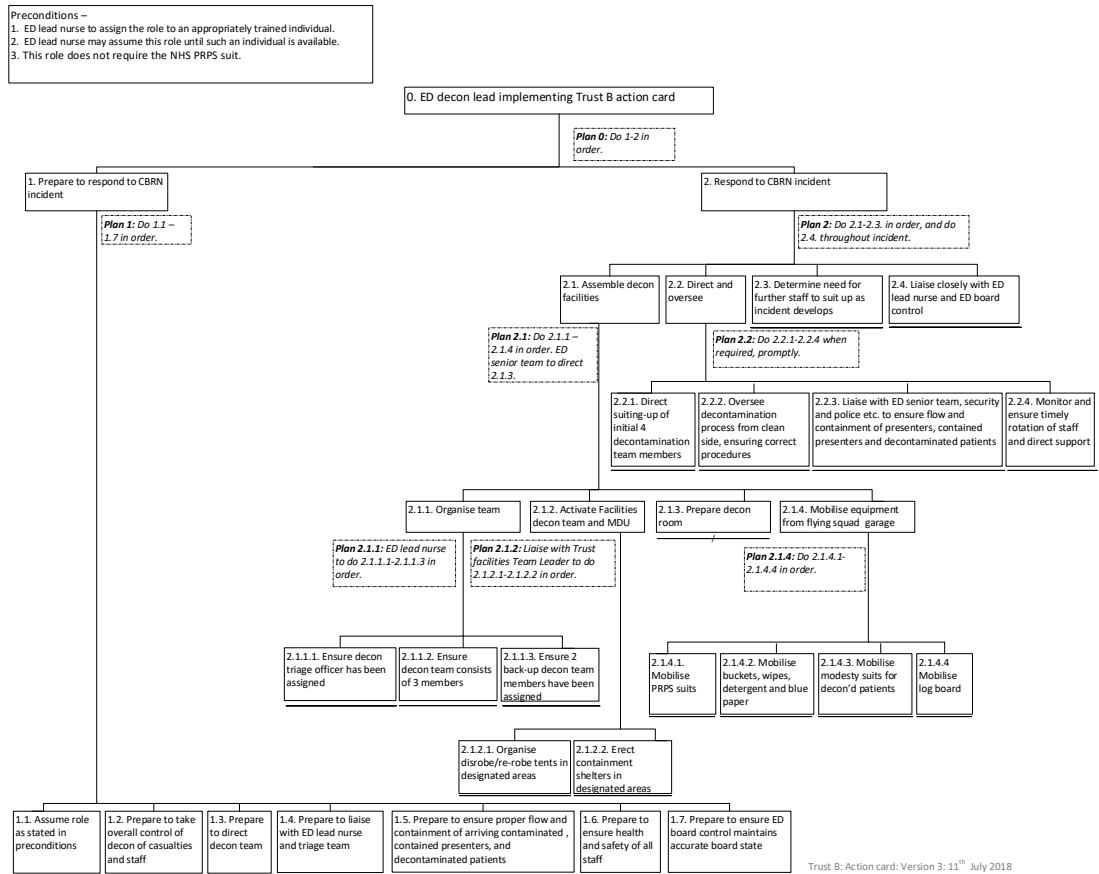 Preconditions –
1. ED lead nurse to assign the role to an appropriately trained individual.
2. ED lead nurse may assume this role until such an individual is available.
3. This role does not require the NHS PRPS suit.
0. ED decon lead implementing Trust B action card
Plan 0: Do 1-2 in
order.
1. Prepare to respond to CBRN
incident
2. Respond to CBRN incident
Plan 1: Do 1.1 –
1.7 in order.
Plan 2: Do 2.1-2.3. in order, and do
2.4. throughout incident.
2.1. Assemble decon
facilities
2.2. Direct and
oversee
2.3. Determine need for
further staff to suit up as
incident develops
2.4. Liaise closely with ED
lead nurse and ED board
control
Plan 2.1: Do 2.1.1 –
2.1.4 in order. ED
senior team to direct
2.1.3.
Plan 2.2: Do 2.2.1-2.2.4 when
required, promptly.
2.2.1. Direct
suiting-up of
initial 4
decontamination
team members
2.2.2. Oversee
decontamination
process from clean
side, ensuring correct
procedures
2.2.3. Liaise with ED senior team, security
and police etc. to ensure flow and
containment of presenters, contained
presenters and decontaminated patients
2.2.4. Monitor and
ensure timely
rotation of staff
and direct support
2.1.1. Organise team
2.1.2. Activate Facilities
decon team and MDU
2.1.3. Prepare decon
room
2.1.4. Mobilise equipment
from flying squad garage
Plan 2.1.1: ED lead nurse
to do 2.1.1.1-2.1.1.3 in
order.
Plan 2.1.2: Liaise with Trust
facilities Team Leader to do
2.1.2.1-2.1.2.2 in order.
Plan 2.1.4: Do 2.1.4.1-
2.1.4.4 in order.
2.1.1.1. Ensure decon
triage officer has been
assigned
2.1.1.2. Ensure
decon team consists
of 3 members
2.1.1.3. Ensure 2
back-up decon team
members have been
assigned
2.1.4.1.
Mobilise
PRPS suits
2.1.4.2. Mobilise
buckets, wipes,
detergent and blue
paper
2.1.4.3. Mobilise
modesty suits for
decon’d patients
2.1.4.4
Mobilise
log board
2.1.2.1. Organise
disrobe/re-robe tents in
designated areas
2.1.2.2. Erect
containment
shelters in
designated areas
1.1. Assume role
as stated in
preconditions
1.2. Prepare to take
overall control of
decon of casualties
and staff
1.3. Prepare
to direct
decon team
1.4. Prepare to liaise
with ED lead nurse
and triage team
1.5. Prepare to ensure proper flow and
containment of arriving contaminated ,
contained presenters, and
decontaminated patients
1.6. Prepare to
ensure health
and safety of all
staff
1.7. Prepare to ensure ED
board control maintains
accurate board state
Trust B: Action card: Version 3: 11th July 2018